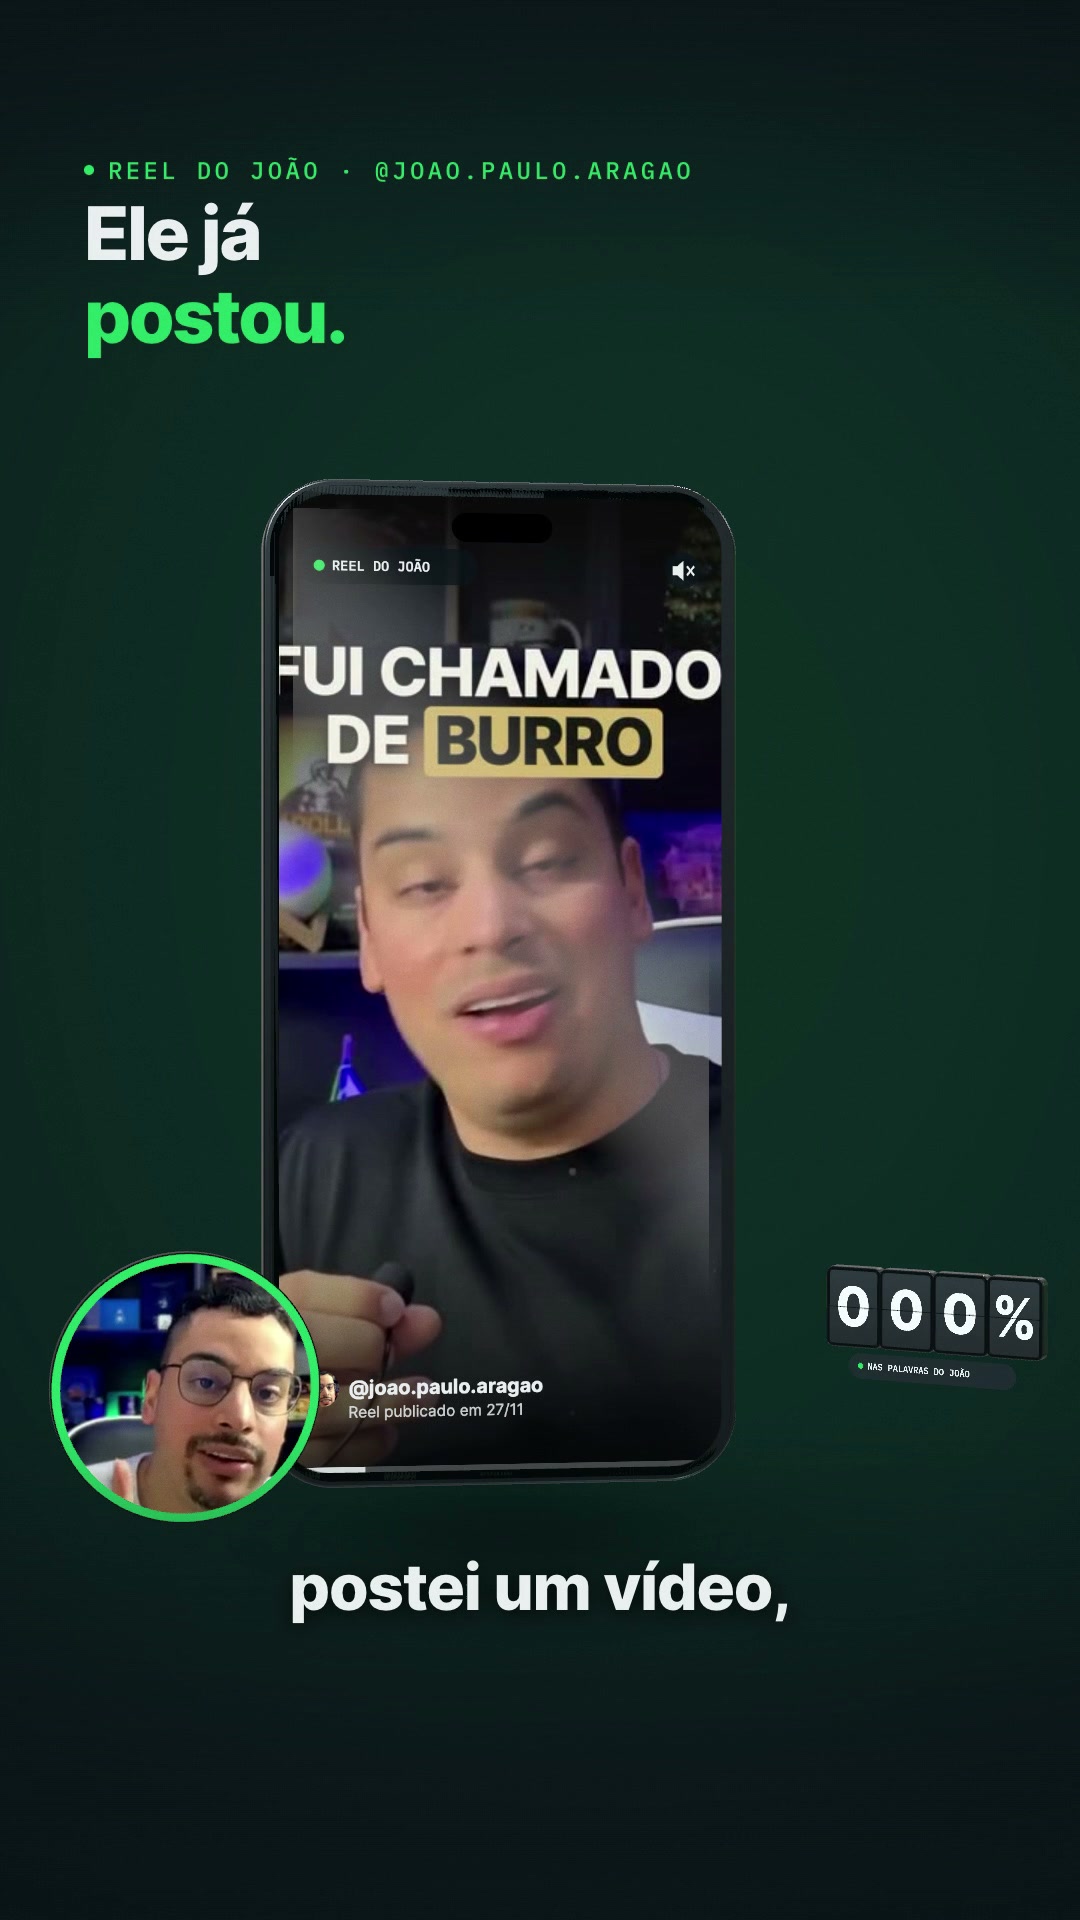 REEL DO JOÃO · @JOAO.PAULO.ARAGAO
Ele já
postou.
REEL DO JOÃO
FUI CHAMADO
DE BURRO
000%
NAS PALAVRAS DO JOÃO
@joao.paulo.aragao
Reel publicado em 27/11
postei um vídeo,